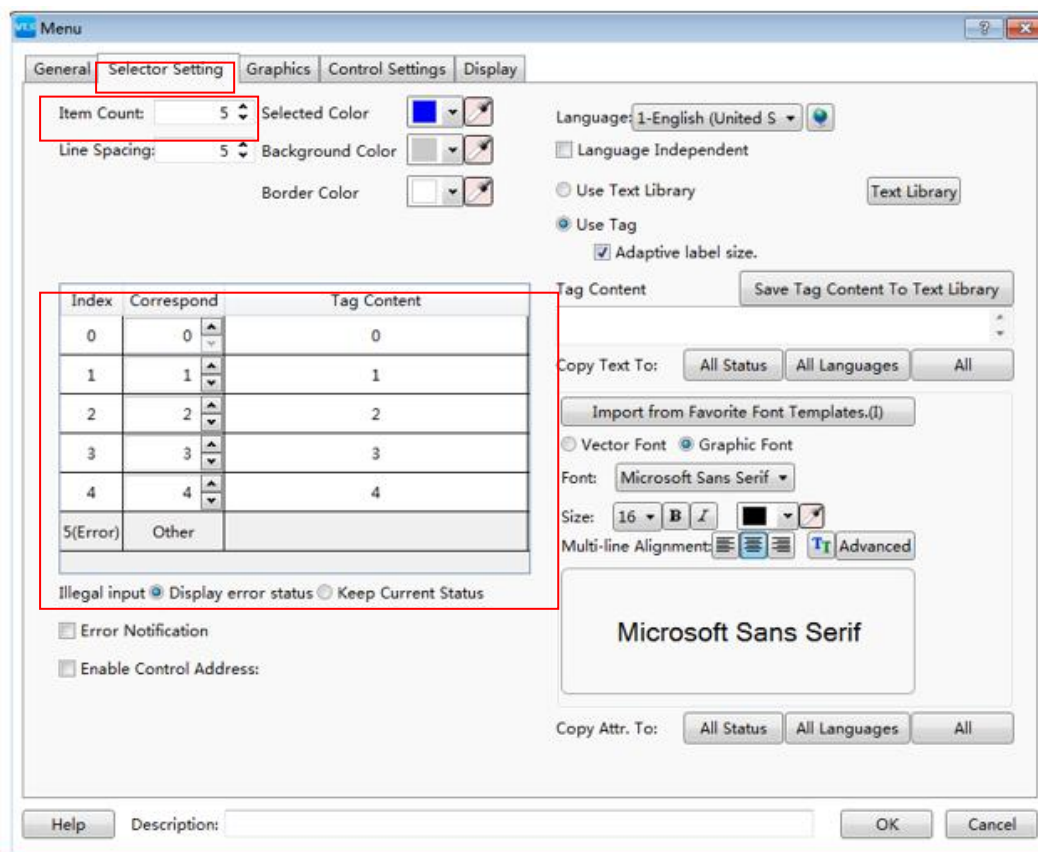 Menu
General Selector Setting Graphics Control Settings Display
Item Count: 5 Selected Color
Line Spacing: 5 Background Color
Border Color
Language: 1-English (United S
Language Independent
Use Text Library Text Library
Use Tag
Adaptive label size.
Index Correspond Tag Content
0 0 0
1 1 1
2 2 2
3 3 3
4 4 4
5(Error) Other
Illegal input Display error status Keep Current Status
Error Notification
Enable Control Address:
Tag Content Save Tag Content To Text Library
Copy Text To: All Status All Languages All
Import from Favorite Font Templates.(I)
Vector Font Graphic Font
Font: Microsoft Sans Serif
Size: 16 B I
Multi-line Alignment: TT Advanced
Microsoft Sans Serif
Copy Attr. To: All Status All Languages All
Help Description: OK Cancel